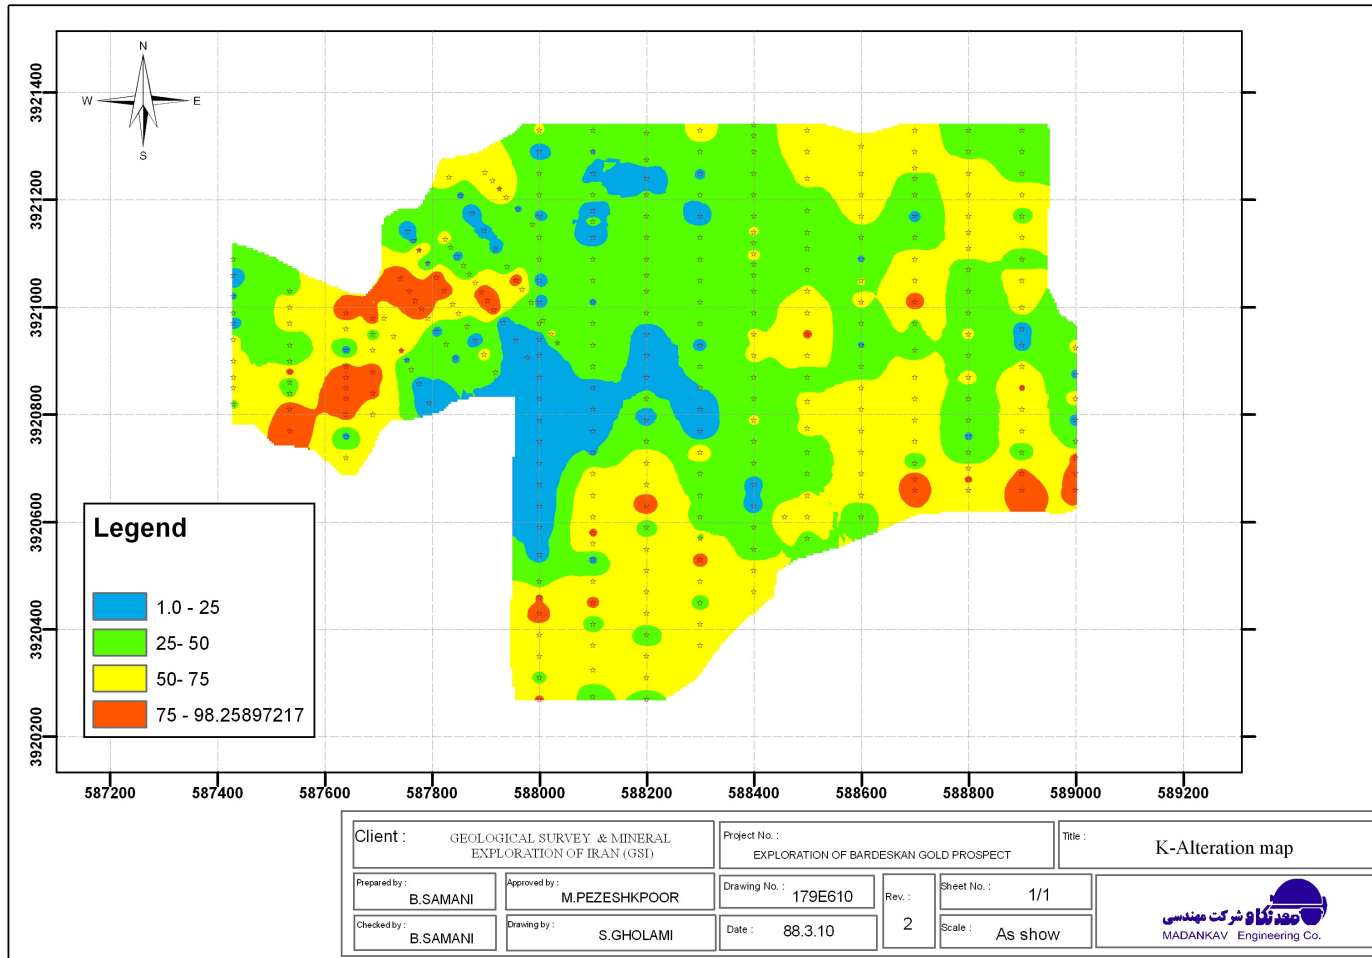 N
W E
S
3921400
3921200
3921000
3920800
3920600
3920400
3920200
Legend
1.0 - 25
25- 50
50- 75
75 - 98.25897217
587200 587400 587600 587800 588000 588200 588400 588600 588800 589000 589200
Client : GEOLOGICAL SURVEY & MINERAL
EXPLORATION OF IRAN (GSI)
Project No. :
EXPLORATION OF BARDESKAN GOLD PROSPECT
Title :
K-Alteration map
Prepared by :
B.SAMANI
Approved by :
M.PEZESHKPOOR
Drawing No. : 179E610
Rev. :
2
Sheet No. : 1/1
Checked by :
B.SAMANI
Drawing by :
S.GHOLAMI
Date : 88.3.10
Scale : As show
شرکت مهندسی معدنکاو
MADANKAV Engineering Co.